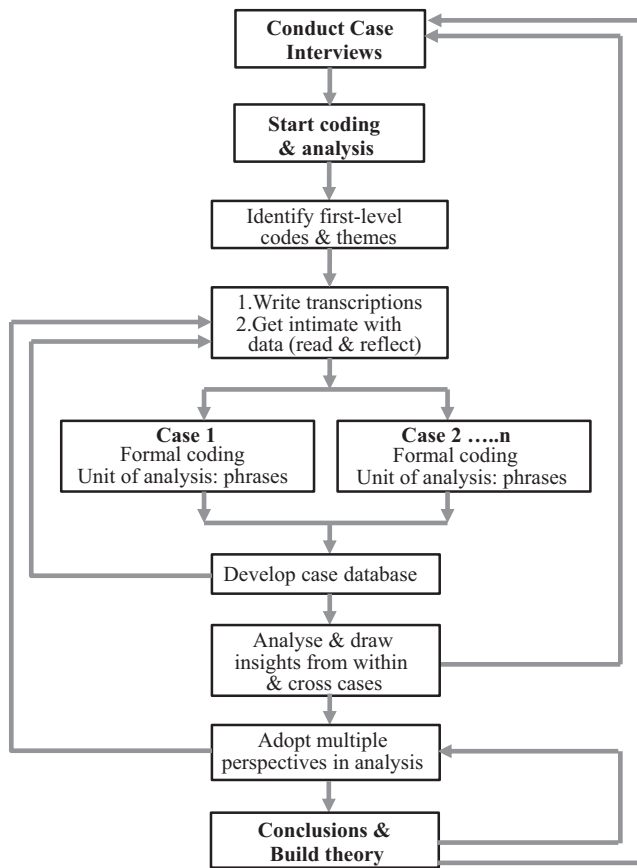 Conduct Case
Interviews
Start coding
& analysis
Identify first-level
codes & themes
1.Write transcriptions
2.Get intimate with
data (read & reflect)
Case 1
Formal coding
Unit of analysis: phrases
Case 2 …..n
Formal coding
Unit of analysis: phrases
Develop case database
Analyse & draw
insights from within
& cross cases
Adopt multiple
perspectives in analysis
Conclusions &
Build theory